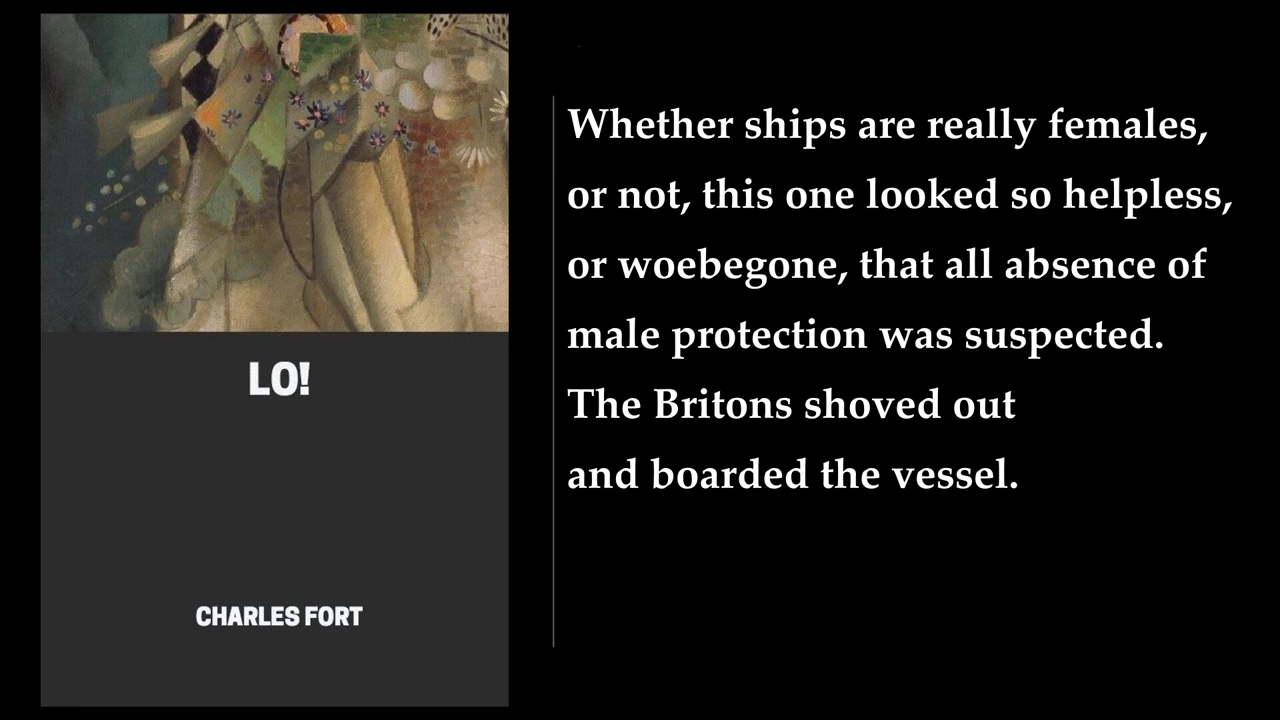 LO!
CHARLES FORT
Whether ships are really females,
or not, this one looked so helpless,
or woebegone, that all absence of
male protection was suspected.
The Britons shoved out
and boarded the vessel.